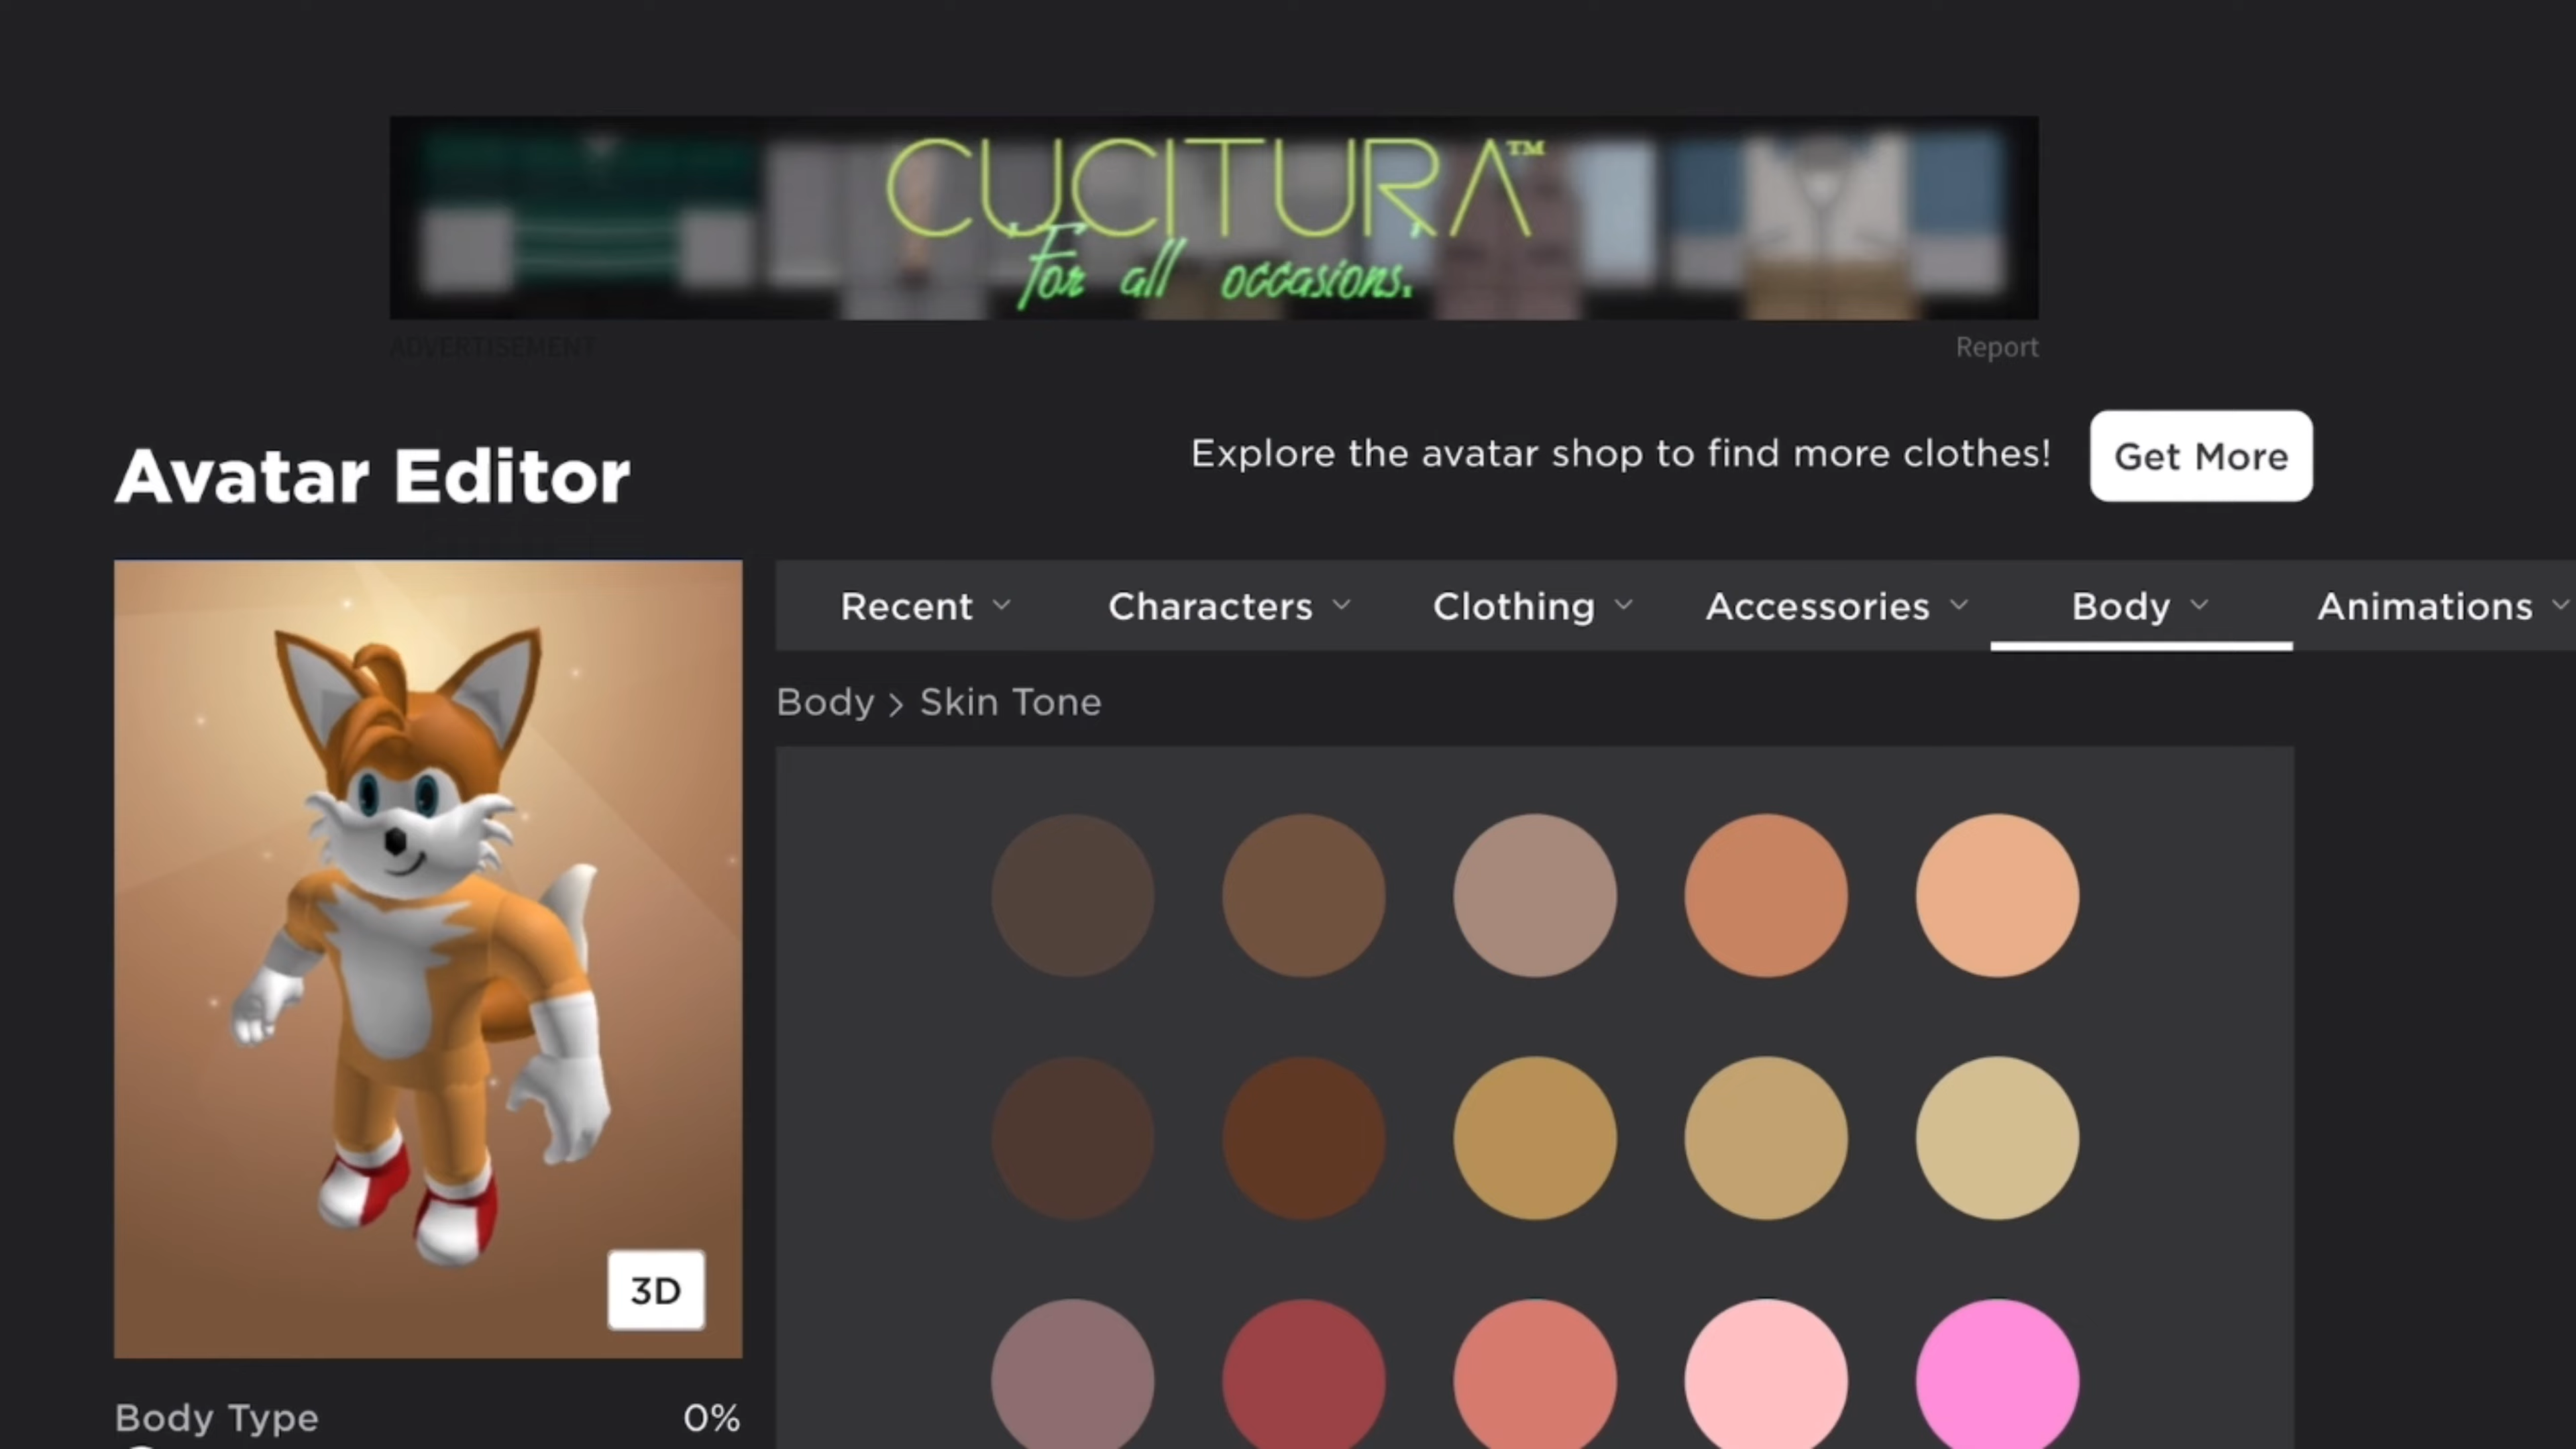 CUCITURA™
For all occasions.
ADVERTISEMENT
Report
Avatar Editor
Explore the avatar shop to find more clothes!
Get More
Recent
Characters
Clothing
Accessories
Body
Animations
Body > Skin Tone
3D
Body Type
0%